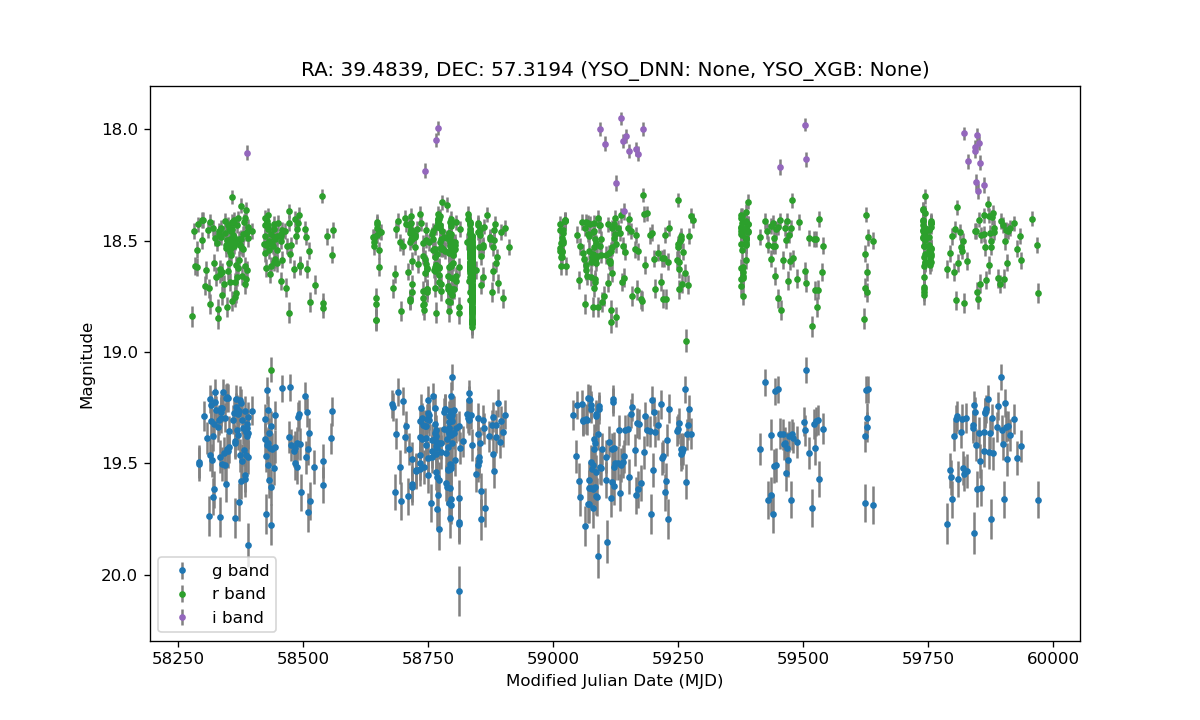 RA: 39.4839, DEC: 57.3194 (YSO_DNN: None, YSO_XGB: None)
18.0
18.5
19.0
19.5
20.0
Magnitude
g band
r band
i band
58250 58500 58750 59000 59250 59500 59750 60000
Modified Julian Date (MJD)